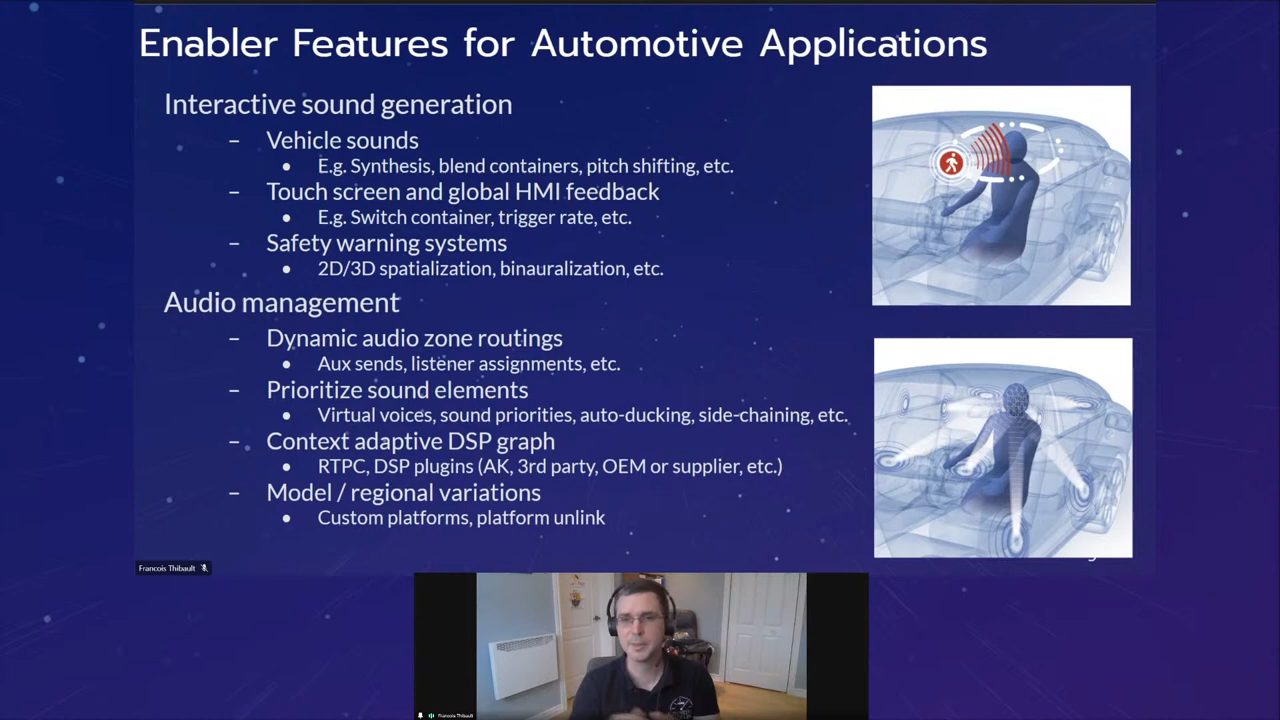 Enabler Features for Automotive Applications
Interactive sound generation
– Vehicle sounds
• E.g. Synthesis, blend containers, pitch shifting, etc.
– Touch screen and global HMI feedback
• E.g. Switch container, trigger rate, etc.
– Safety warning systems
• 2D/3D spatialization, binauralization, etc.
Audio management
– Dynamic audio zone routings
• Aux sends, listener assignments, etc.
– Prioritize sound elements
• Virtual voices, sound priorities, auto-ducking, side-chaining, etc.
– Context adaptive DSP graph
• RTPC, DSP plugins (AK, 3rd party, OEM or supplier, etc.)
– Model / regional variations
• Custom platforms, platform unlink
Francois Thibault
Francois Thibault